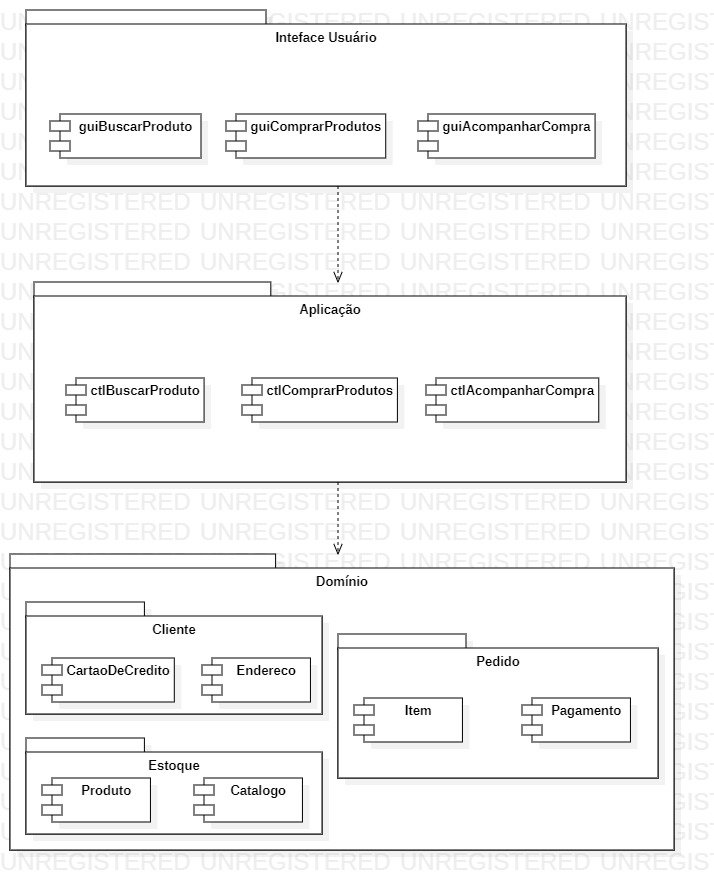 Inteface Usuário
guiBuscarProduto
guiComprarProdutos
guiAcompanharCompra
Aplicação
ctlBuscarProduto
ctlComprarProdutos
ctlAcompanharCompra
Domínio
Cliente
CartaoDeCredito
Endereco
Pedido
Item
Pagamento
Estoque
Produto
Catalogo
UNREGISTERED UNREGISTERED UNREGISTERED UNREGIST